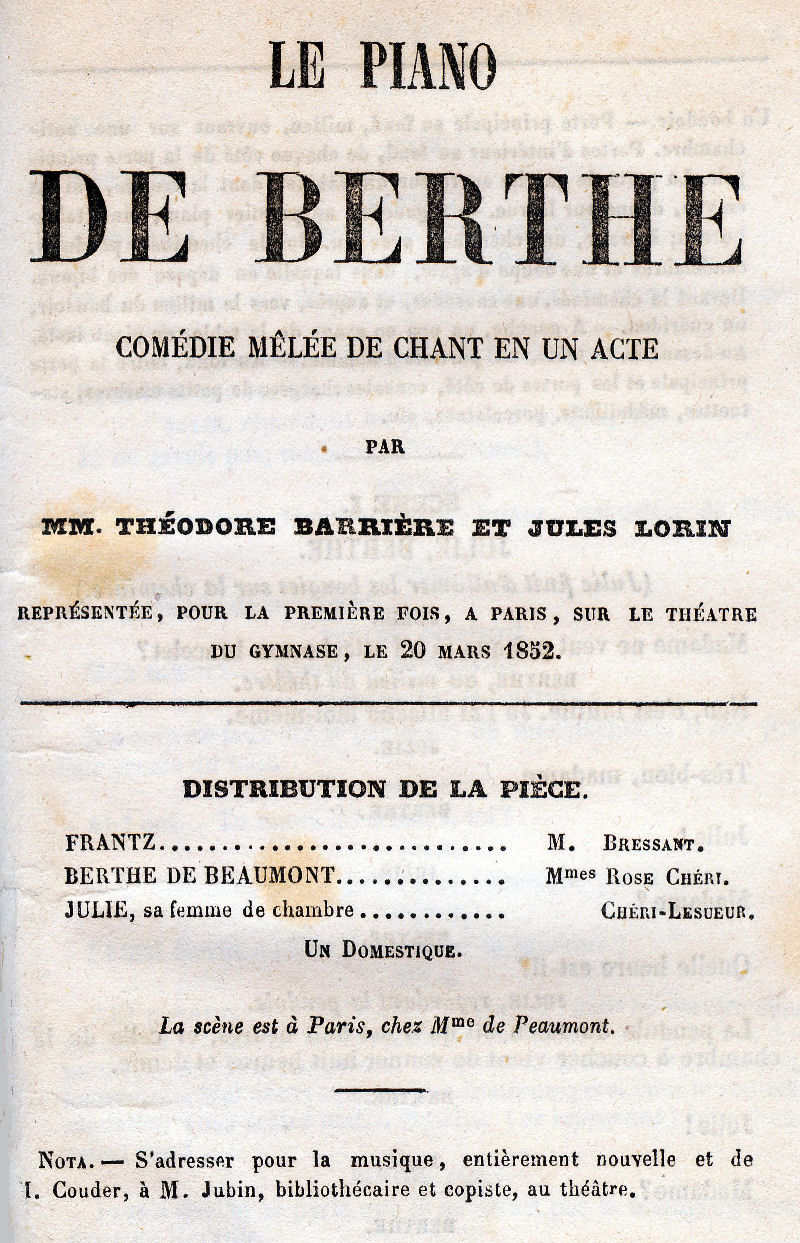 LE PIANO
DE BERTHE
COMÉDIE MÊLÉE DE CHANT EN UN ACTE
PAR
MM. THÉODORE BARRIÈRE ET JULES LORIN
REPRÉSENTÉE, POUR LA PREMIÈRE FOIS, A PARIS, SUR LE THÉATRE
DU GYMNASE, LE 20 MARS 1852.
DISTRIBUTION DE LA PIÈCE.
FRANTZ............................. M. BRESSANT.
BERTHE DE BEAUMONT.............. Mmes ROSE CHÉRI.
JULIE, sa femme de chambre............ CHÉRI-LESUEUR.
UN DOMESTIQUE.
La scène est à Paris, chez Mme de Peaumont.
NOTA.— S'adresser pour la musique, entièrement nouvelle et de
I. Couder, à M. Jubin, bibliothécaire et copiste, au théâtre.